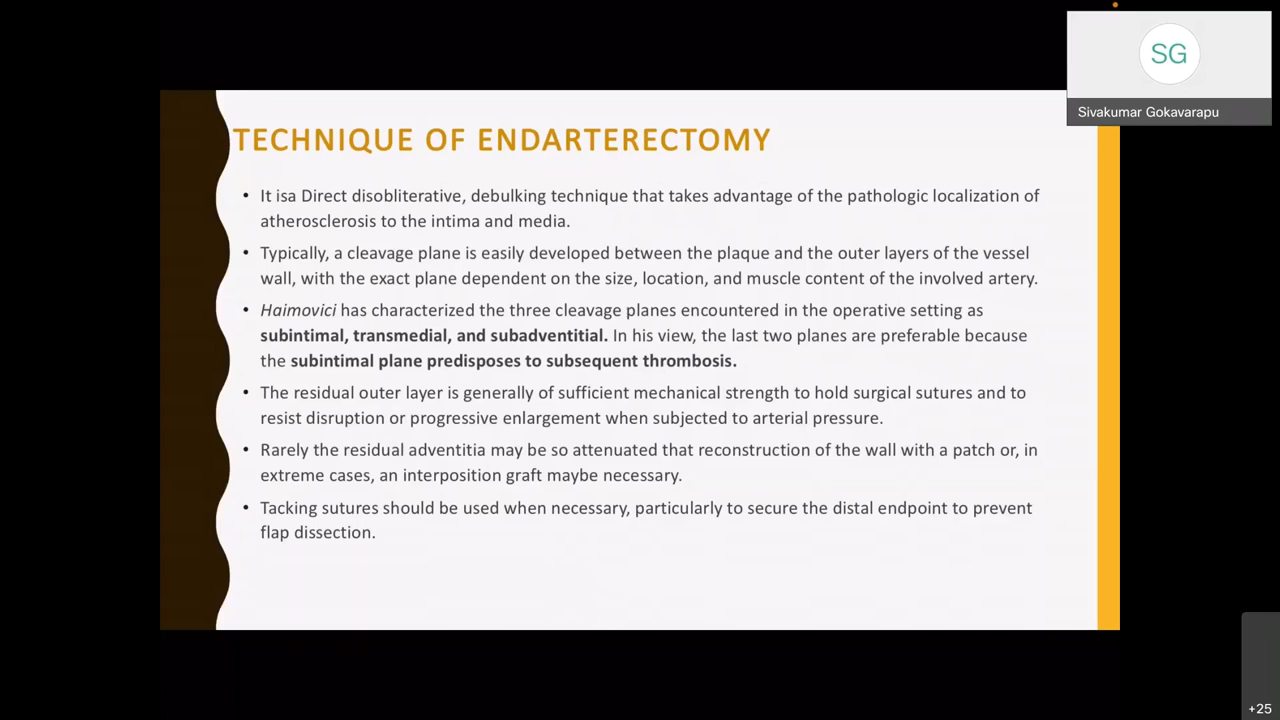 SG
Sivakumar Gokavarapu
TECHNIQUE OF ENDARTERECTOMY
• It isa Direct disobliterative, debulking technique that takes advantage of the pathologic localization of
atherosclerosis to the intima and media.
• Typically, a cleavage plane is easily developed between the plaque and the outer layers of the vessel
wall, with the exact plane dependent on the size, location, and muscle content of the involved artery.
• Haimovici has characterized the three cleavage planes encountered in the operative setting as
subintimal, transmedial, and subadventitial. In his view, the last two planes are preferable because
the subintimal plane predisposes to subsequent thrombosis.
• The residual outer layer is generally of sufficient mechanical strength to hold surgical sutures and to
resist disruption or progressive enlargement when subjected to arterial pressure.
• Rarely the residual adventitia may be so attenuated that reconstruction of the wall with a patch or, in
extreme cases, an interposition graft maybe necessary.
• Tacking sutures should be used when necessary, particularly to secure the distal endpoint to prevent
flap dissection.
+25